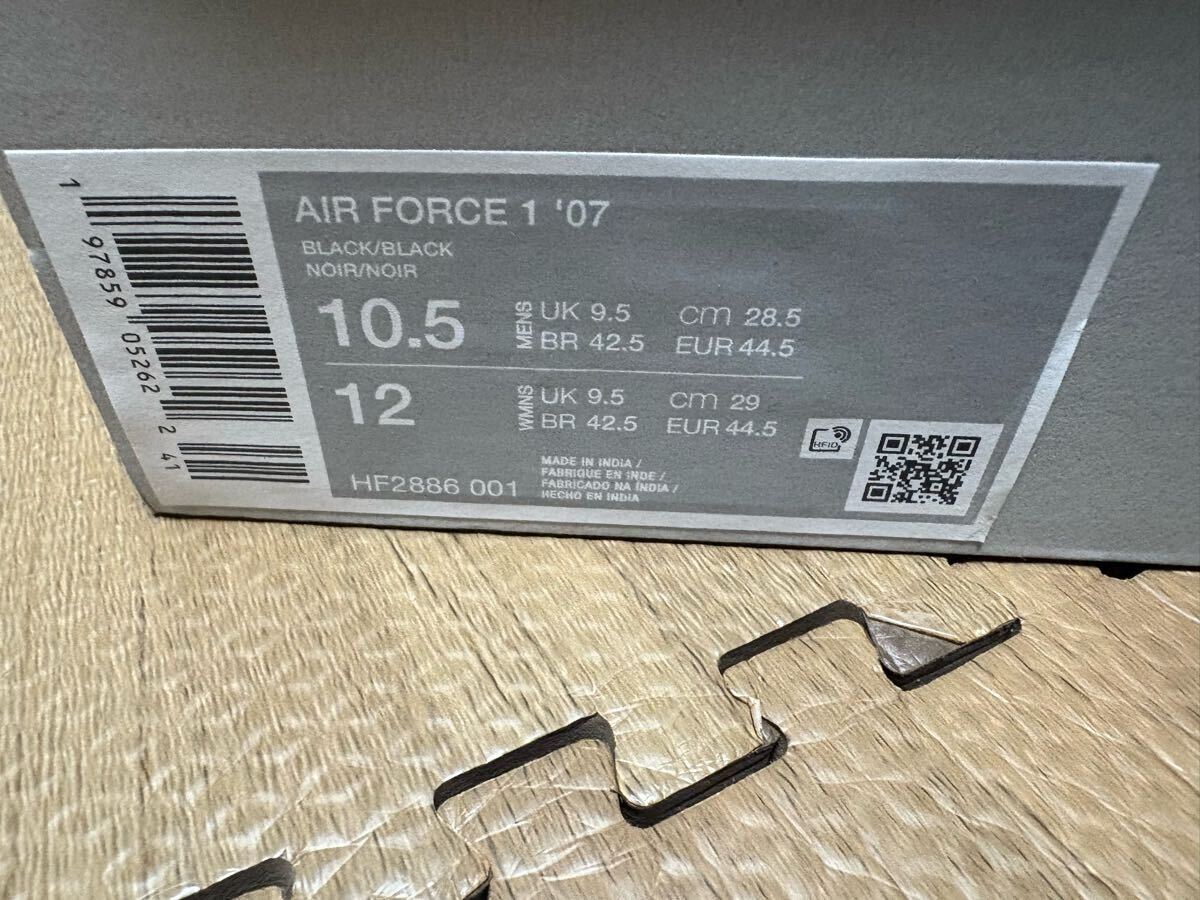 AIR FORCE 1 '07
BLACK/BLACK
NOIR/NOIR
10.5 MENS UK 9.5 cm 28.5
BR 42.5 EUR 44.5
12 WMNS UK 9.5 cm 29
BR 42.5 EUR 44.5
HF2886 001
MADE IN INDIA /
FABRIQUE EN INDE /
FABRICADO NA ÍNDIA /
HECHO EN INDIA
RFID
1 97859 05262 2 41